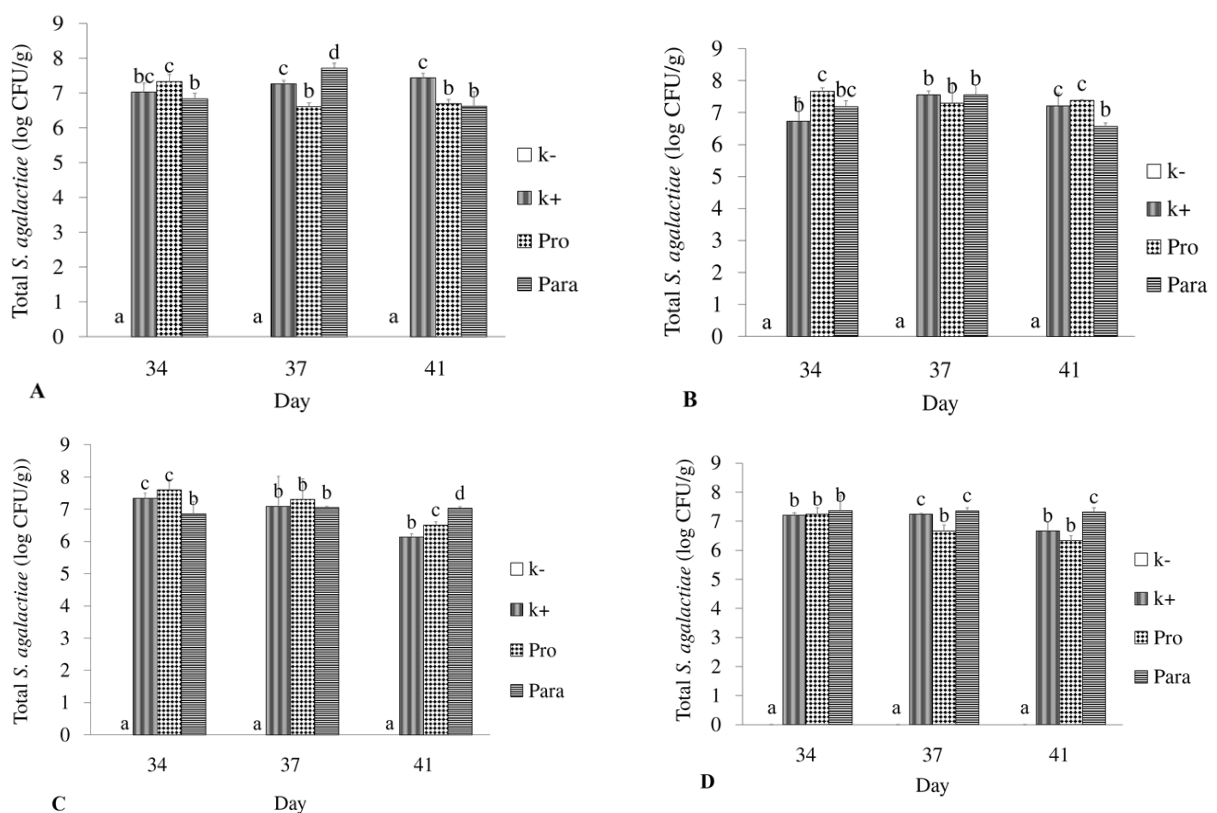 Total S. agalactiae (log CFU/g)
9
8
7
6
5
4
3
2
1
0
a bc c b
a c b d
a c b b
34 37 41
Day
k-
k+
Pro
Para
A
Total S. agalactiae (log CFU/g)
9
8
7
6
5
4
3
2
1
0
a b c bc
a b b b
a c c b
34 37 41
Day
k-
k+
Pro
Para
B
Total S. agalactiae (log CFU/g))
9
8
7
6
5
4
3
2
1
0
a c c b
a b b b
a b c d
34 37 41
Day
k-
k+
Pro
Para
C
Total S. agalactiae (log CFU/g)
9
8
7
6
5
4
3
2
1
0
a b b b
a c b c
a b b c
34 37 41
Day
k-
k+
Pro
Para
D